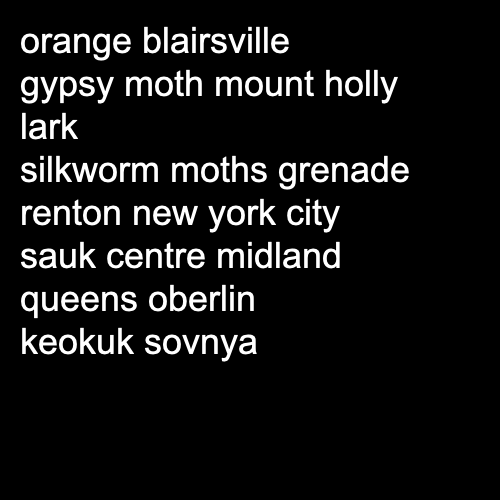 orange blairsville
gypsy moth mount holly
lark
silkworm moths grenade
renton new york city
sauk centre midland
queens oberlin
keokuk sovnya